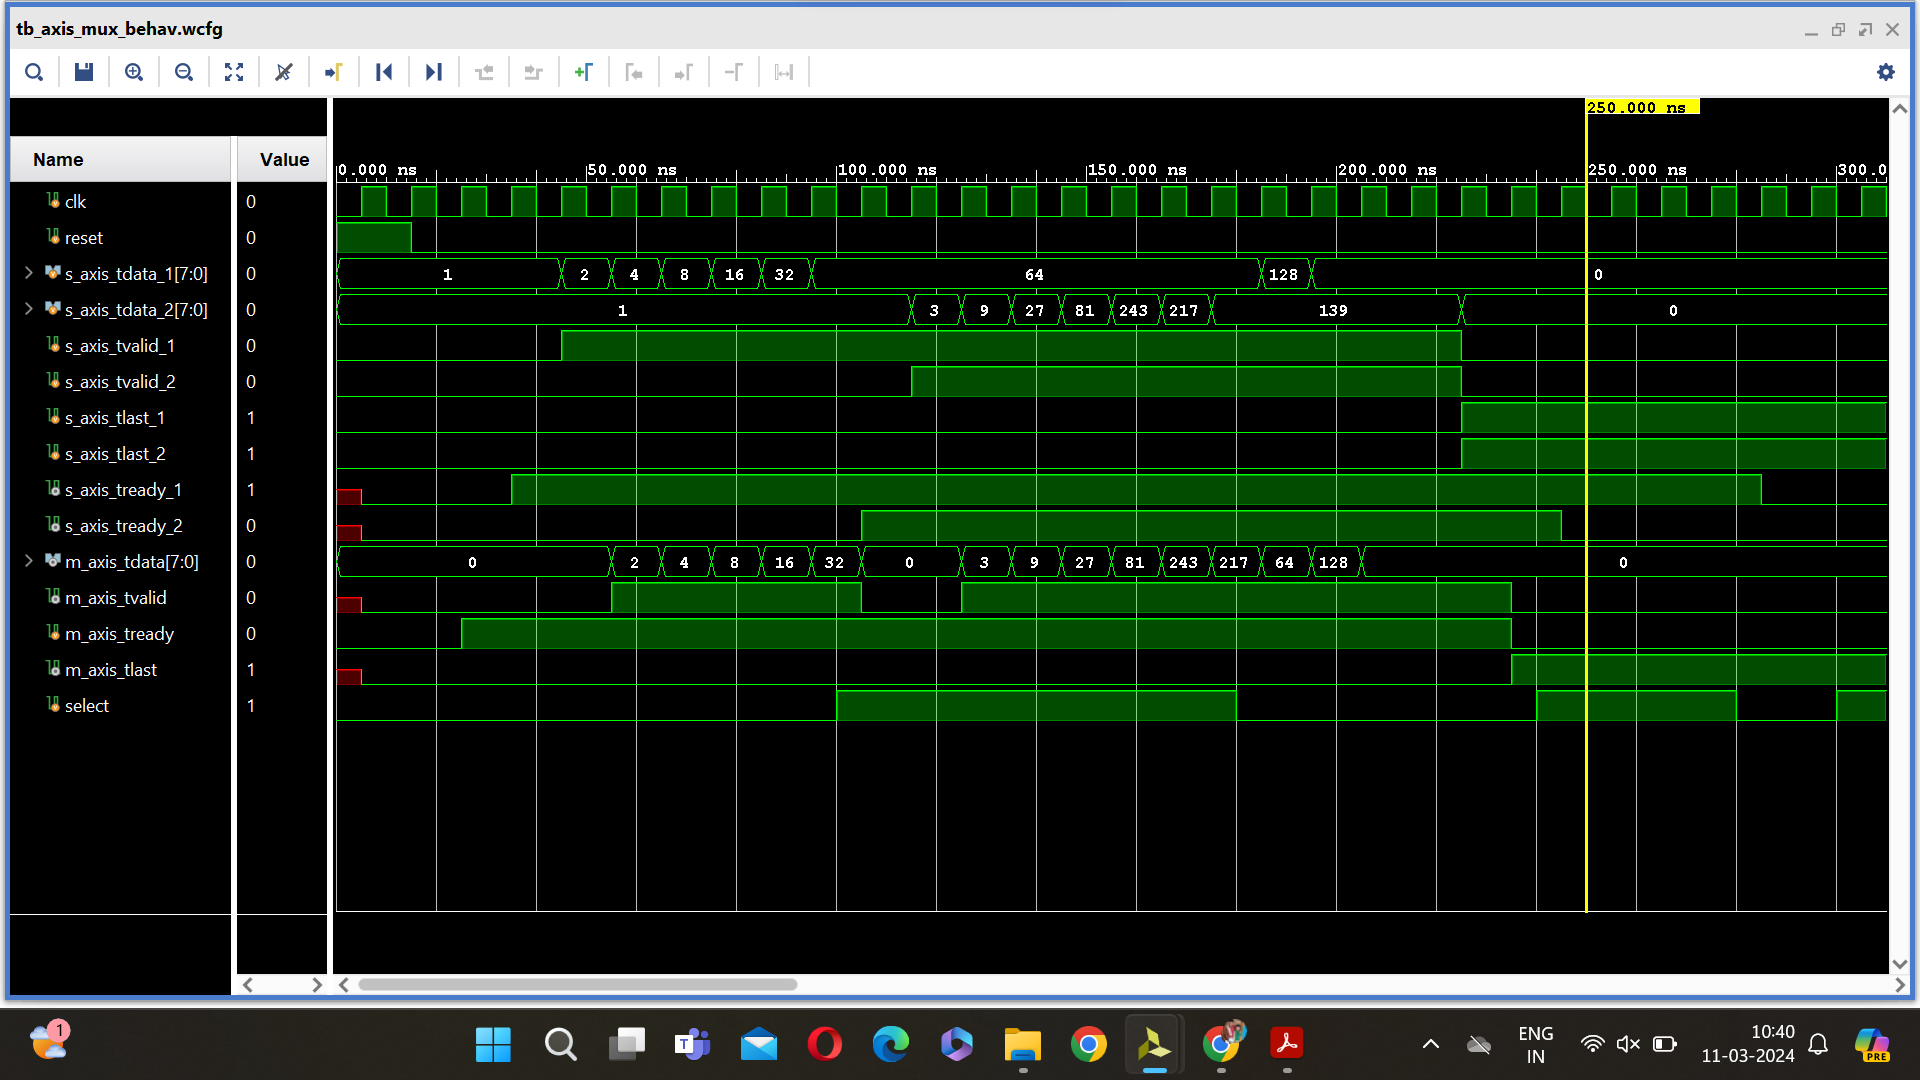 tb_axis_mux_behav.wcfg
250.000 ns
Name Value
0.000 ns 50.000 ns 100.000 ns 150.000 ns 200.000 ns 250.000 ns 300.0
clk 0
reset 0
s_axis_tdata_1[7:0] 0 1 2 4 8 16 32 64 128 0
s_axis_tdata_2[7:0] 0 1 3 9 27 81 243 217 139 0
s_axis_tvalid_1 0
s_axis_tvalid_2 0
s_axis_tlast_1 1
s_axis_tlast_2 1
s_axis_tready_1 1
s_axis_tready_2 0
m_axis_tdata[7:0] 0 0 2 4 8 16 32 0 3 9 27 81 243 217 64 128 0
m_axis_tvalid 0
m_axis_tready 0
m_axis_tlast 1
select 1
1
T
PRE
ENG
IN
10:40
11-03-2024